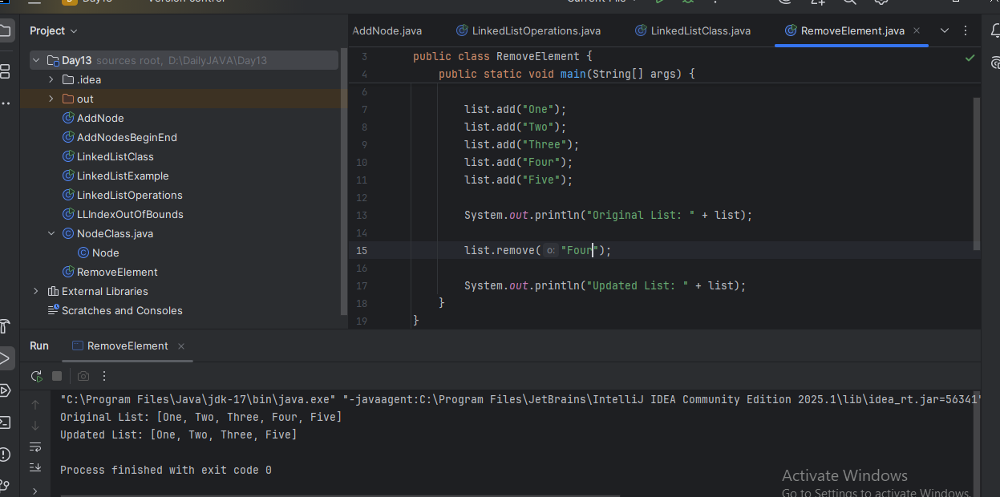 Day13
Version control
Current File
Project
Day13 sources root, D:\DailyJAVA\Day13
.idea
out
AddNode
AddNodesBeginEnd
LinkedListClass
LinkedListExample
LinkedListOperations
LLIndexOutOfBounds
NodeClass.java
Node
RemoveElement
External Libraries
Scratches and Consoles
AddNode.java LinkedListOperations.java LinkedListClass.java RemoveElement.java
3 public class RemoveElement {
4 public static void main(String[] args) {
6
7 list.add("One");
8 list.add("Two");
9 list.add("Three");
10 list.add("Four");
11 list.add("Five");
12
13 System.out.println("Original List: " + list);
14
15 list.remove( o: "Four");
16
17 System.out.println("Updated List: " + list);
18 }
19 }
Run RemoveElement
"C:\Program Files\Java\jdk-17\bin\java.exe" "-javaagent:C:\Program Files\JetBrains\IntelliJ IDEA Community Edition 2025.1\lib\idea_rt.jar=56341
Original List: [One, Two, Three, Four, Five]
Updated List: [One, Two, Three, Five]
Process finished with exit code 0
Activate Windows
Go to Settings to activate Windows.